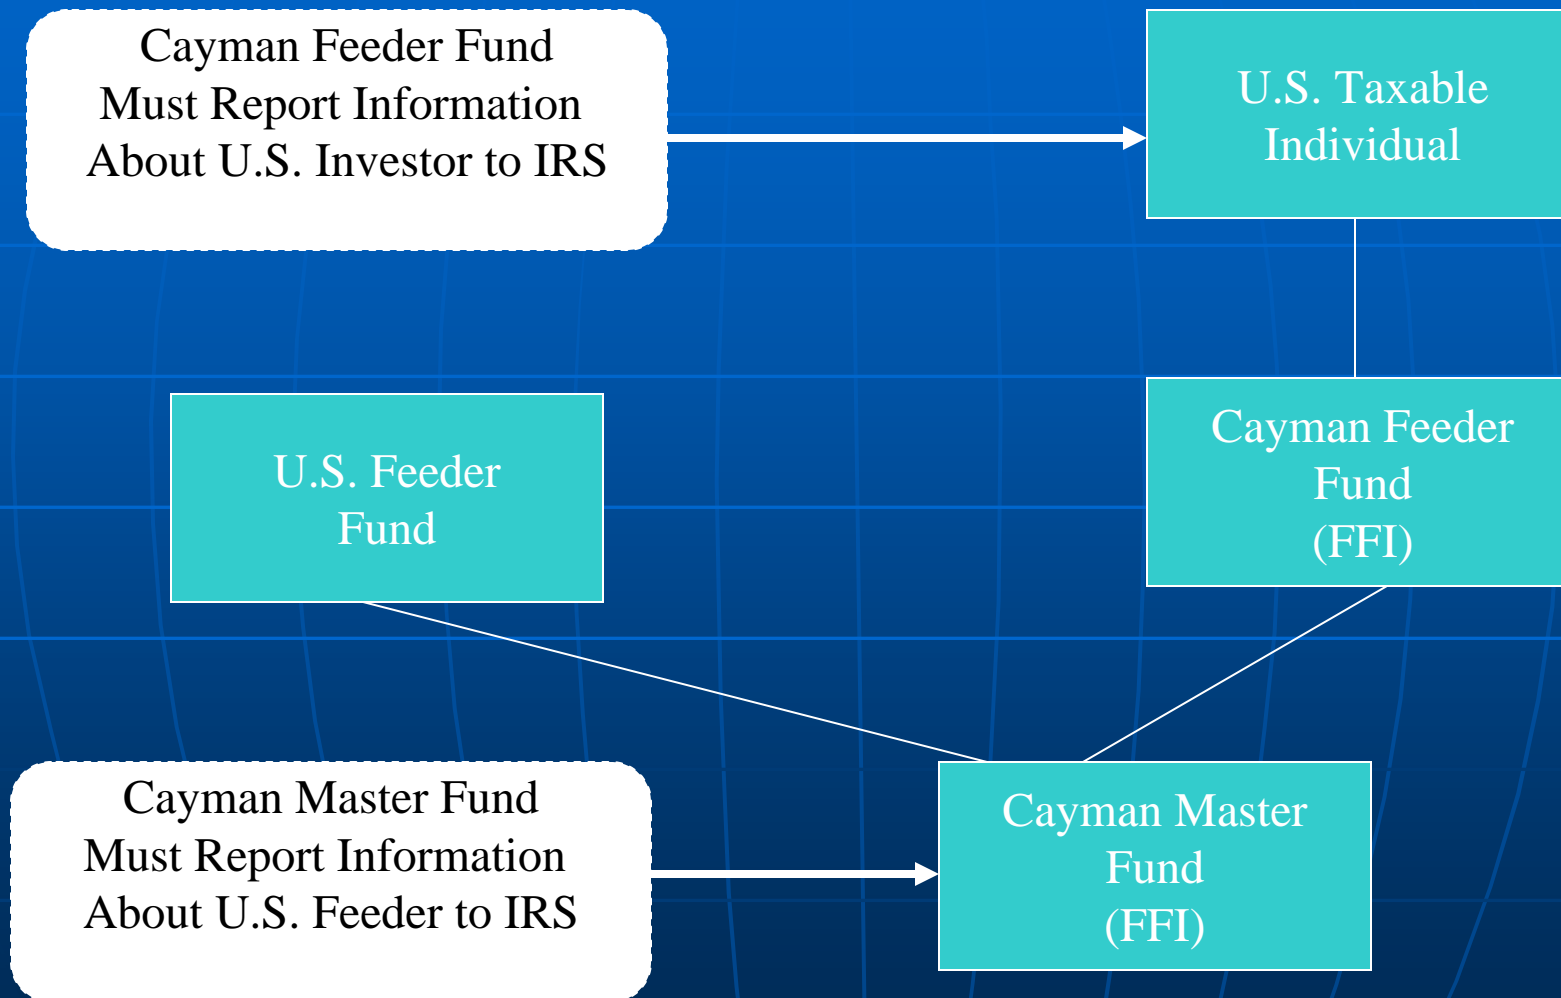 Cayman Feeder Fund
Must Report Information
About U.S. Investor to IRS
U.S. Taxable
Individual
U.S. Feeder
Fund
Cayman Feeder
Fund
(FFI)
Cayman Master Fund
Must Report Information
About U.S. Feeder to IRS
Cayman Master
Fund
(FFI)